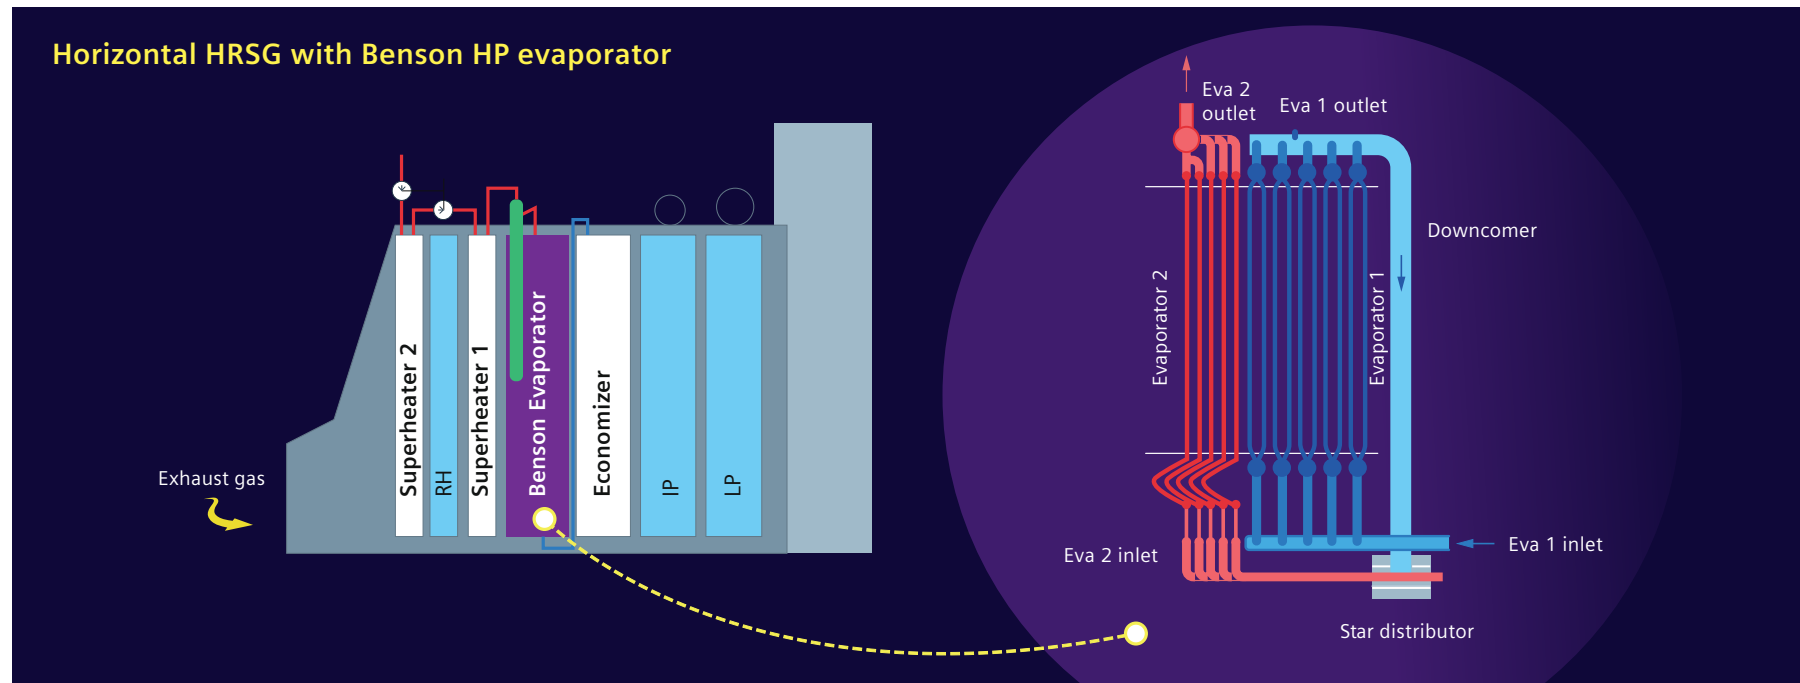 Horizontal HRSG with Benson HP evaporator
Exhaust gas
Superheater 2
RH
Superheater 1
Benson Evaporator
Economizer
IP
LP
Eva 2
outlet
Eva 1 outlet
Downcomer
Evaporator 2
Evaporator 1
Eva 2 inlet
Eva 1 inlet
Star distributor